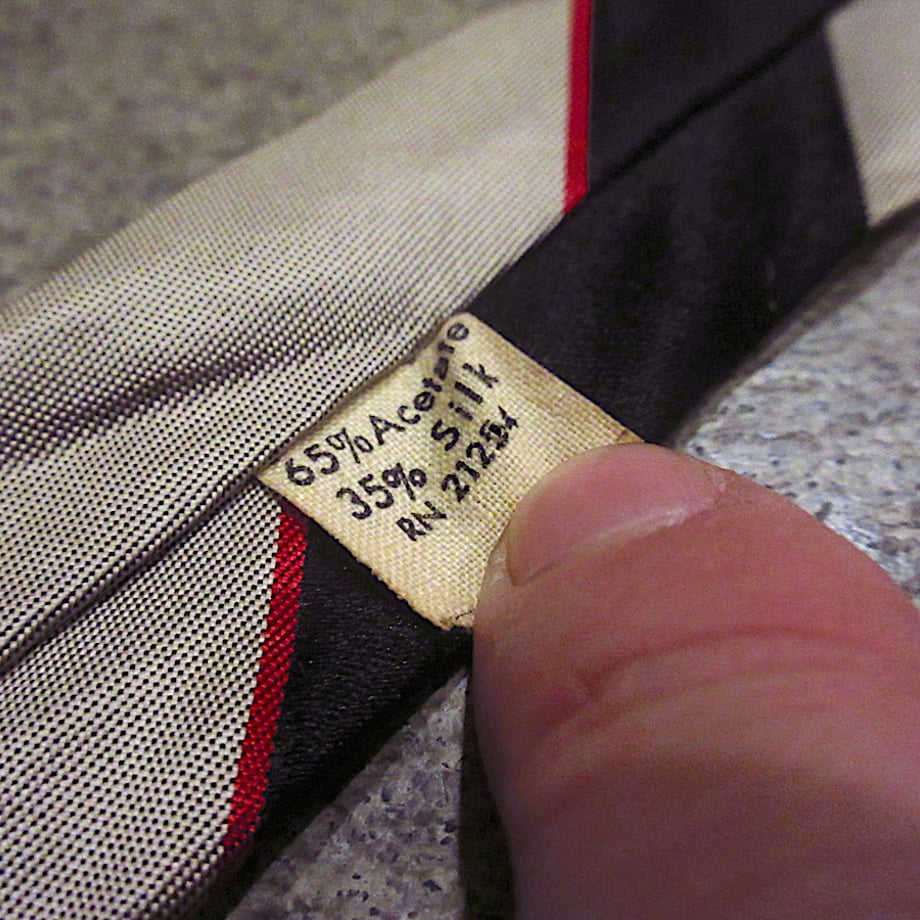 65% Acetate
35% Silk
RN